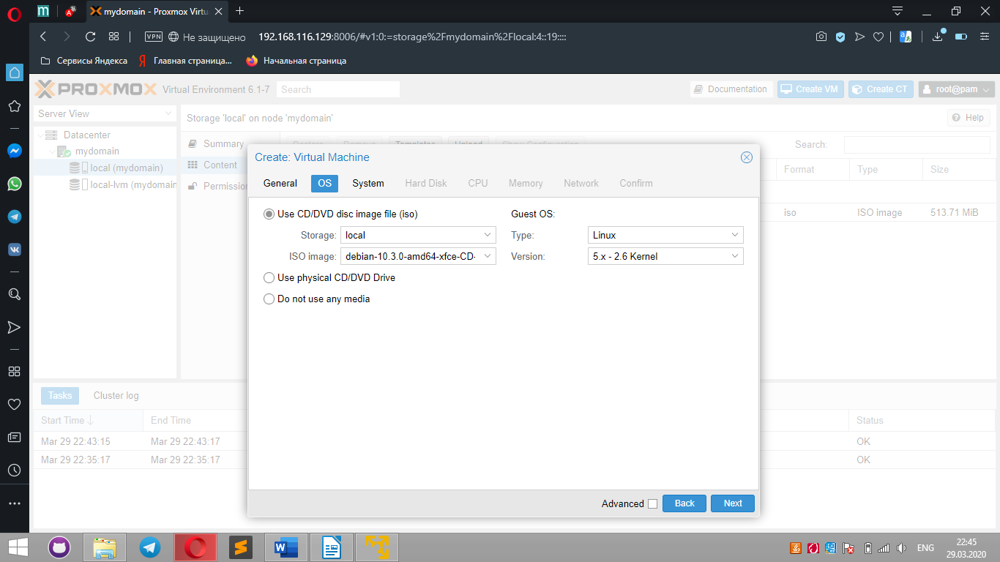 mydomain - Proxmox Virtu
VPN
Не защищено
192.168.116.129:8006/#v1:0:=storage%2Fmydomain%2Flocal:4::19::::
Сервисы Яндекса
Главная страница...
Начальная страница
PROXMOX
Virtual Environment 6.1-7
Search
Documentation
Create VM
Create CT
root@pam
Server View
Storage 'local' on node 'mydomain'
Help
Datacenter
mydomain
local (mydomain)
local-lvm (mydomain
Summary
Content
Permission
Restore
Remove
Templates
Upload
Show Configuration
Search:
Format
Type
Size
iso
ISO image
513.71 MiB
Create: Virtual Machine
General
OS
System
Hard Disk
CPU
Memory
Network
Confirm
Use CD/DVD disc image file (iso)
Storage:
local
ISO image:
debian-10.3.0-amd64-xfce-CD-
Use physical CD/DVD Drive
Do not use any media
Guest OS:
Type:
Linux
Version:
5.x - 2.6 Kernel
Advanced
Back
Next
Tasks
Cluster log
Start Time
End Time
Status
Mar 29 22:43:15
Mar 29 22:43:17
OK
Mar 29 22:35:17
Mar 29 22:35:17
OK
ENG
22:45
29.03.2020